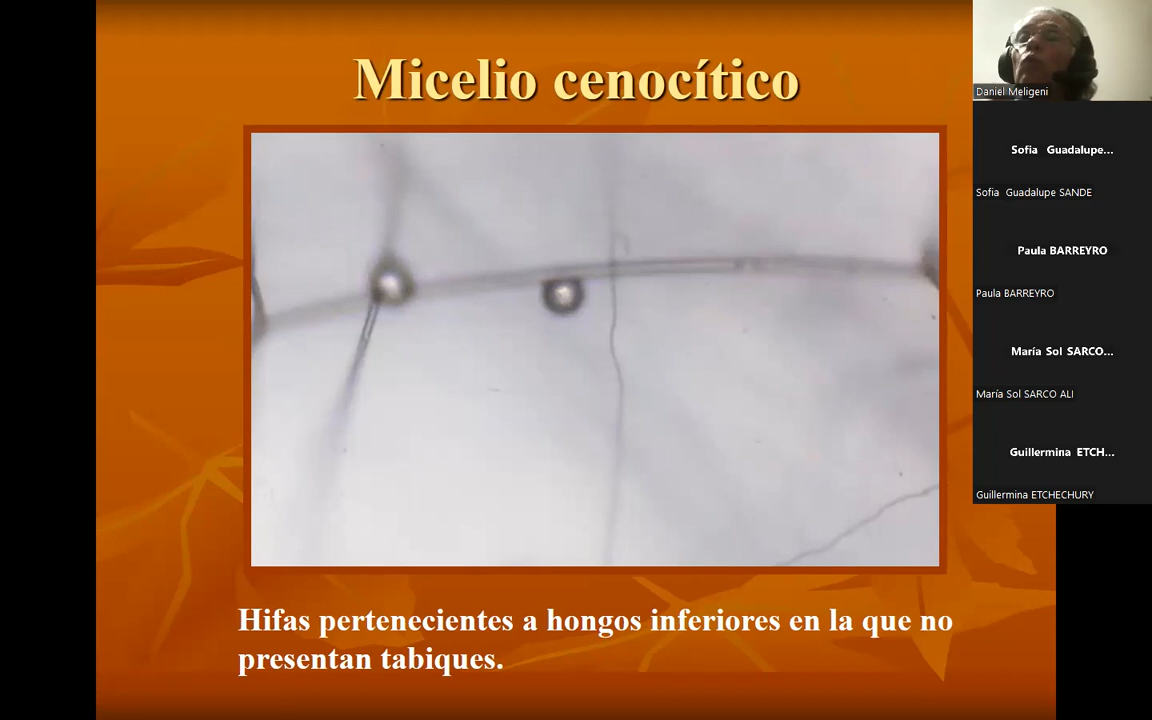 Micelio cenocítico
Hifas pertenecientes a hongos inferiores en la que no
presentan tabiques.
Daniel Meligeni
Sofia Guadalupe...
Sofia Guadalupe SANDE
Paula BARREYRO
Paula BARREYRO
María Sol SARCO...
María Sol SARCO ALI
Guillermina ETCH...
Guillermina ETCHECHURY